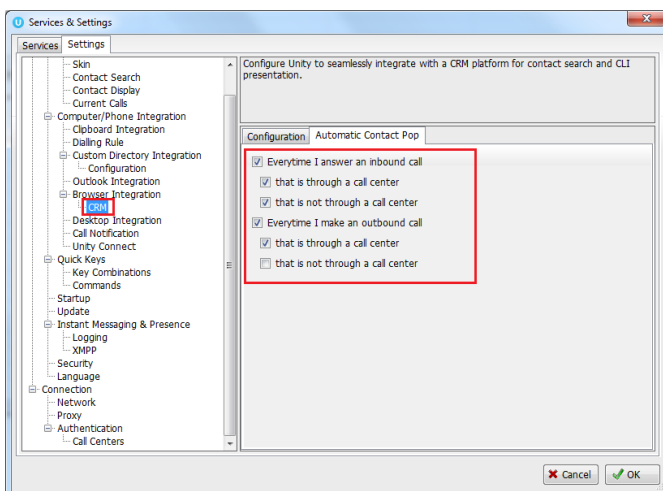 Services & Settings
Services Settings
Skin
Contact Search
Contact Display
Current Calls
Computer/Phone Integration
Clipboard Integration
Dialling Rule
Custom Directory Integration
Configuration
Outlook Integration
Browser Integration
CRM
Desktop Integration
Call Notification
Unity Connect
Quick Keys
Key Combinations
Commands
Startup
Update
Instant Messaging & Presence
Logging
XMPP
Security
Language
Connection
Network
Proxy
Authentication
Call Centers
Configure Unity to seamlessly integrate with a CRM platform for contact search and CLI
presentation.
Configuration Automatic Contact Pop
Everytime I answer an inbound call
that is through a call center
that is not through a call center
Everytime I make an outbound call
that is through a call center
that is not through a call center
Cancel OK